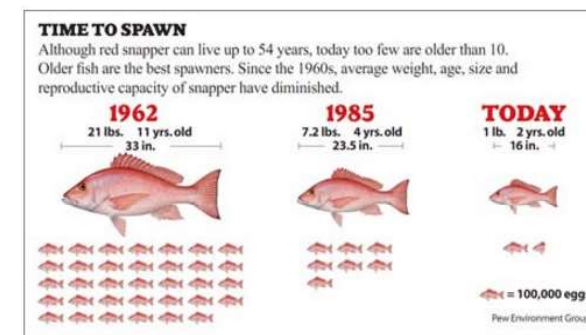 TIME TO SPAWN
Although red snapper can live up to 54 years, today too few are older than 10.
Older fish are the best spawners. Since the 1960s, average weight, age, size and
reproductive capacity of snapper have diminished.
1962
21 lbs. 11 yrs. old
33 in.
1985
7.2 lbs. 4 yrs. old
23.5 in.
TODAY
1 lb. 2 yrs. old
16 in.
= 100,000 egg
Pew Environment Grou